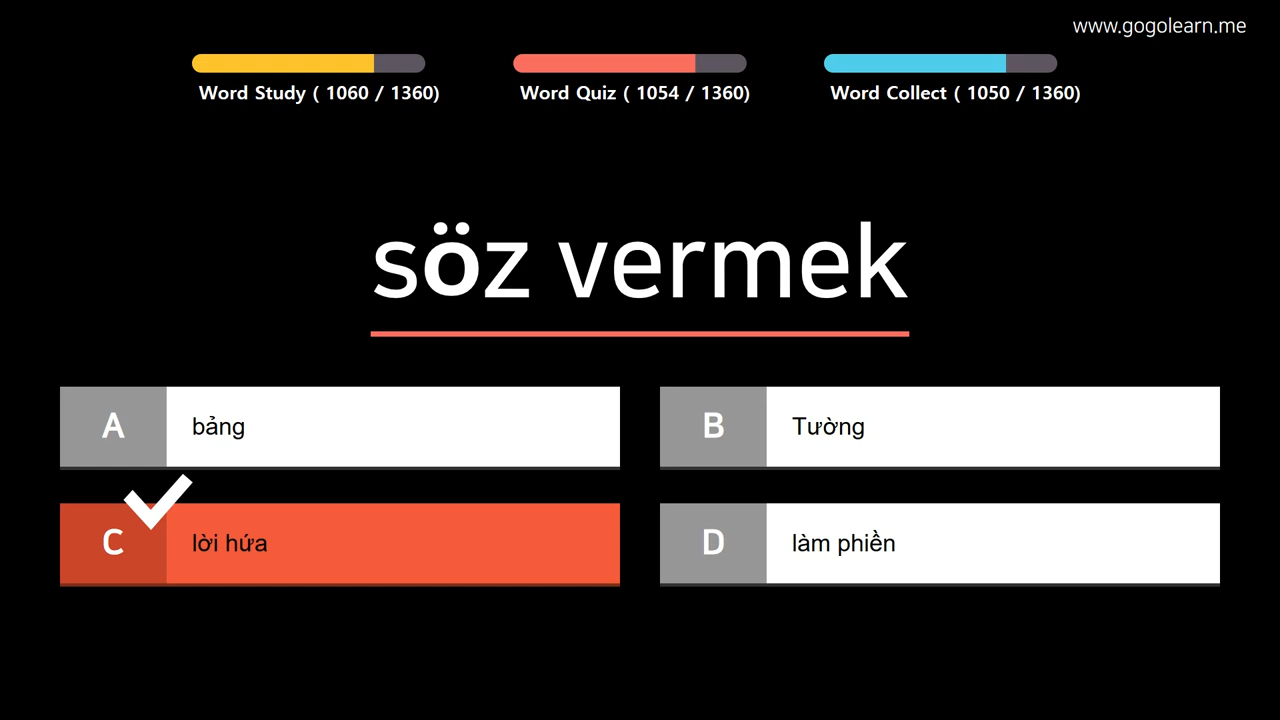 www.gogolearn.me
Word Study ( 1060 / 1360)
Word Quiz ( 1054 / 1360)
Word Collect ( 1050 / 1360)
söz vermek
A bảng
B Tường
C lời hứa
D làm phiền